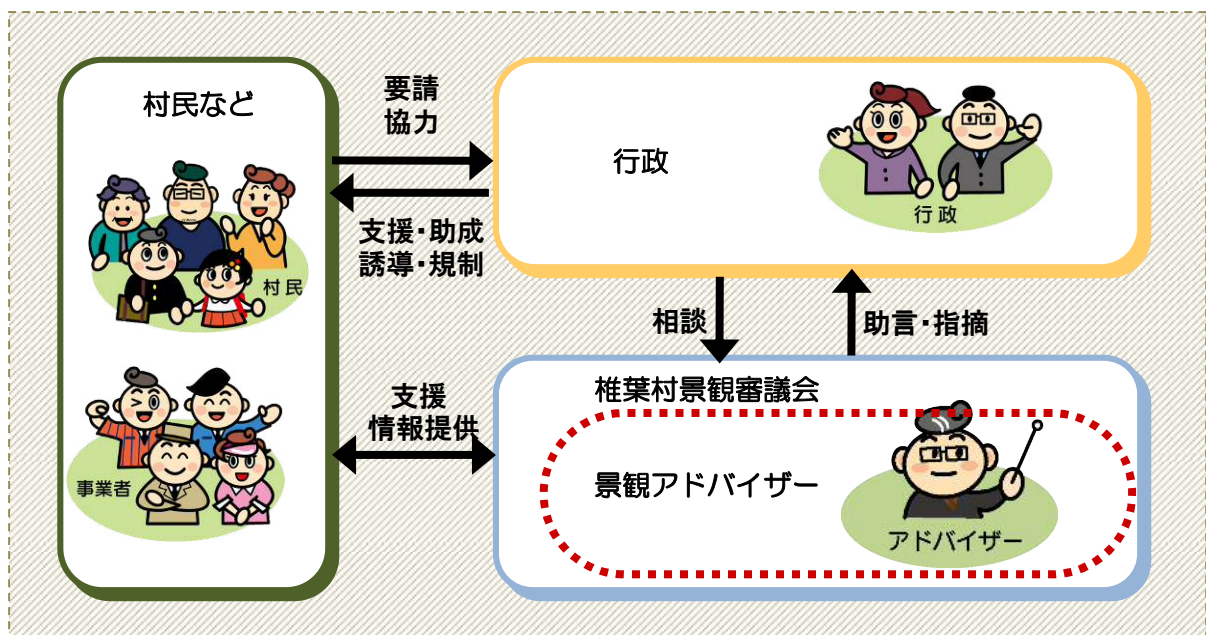 村民など
村民
事業者
要請
協力
支援・助成
誘導・規制
行政
行政
相談
助言・指摘
支援
情報提供
椎葉村景観審議会
景観アドバイザー
アドバイザー